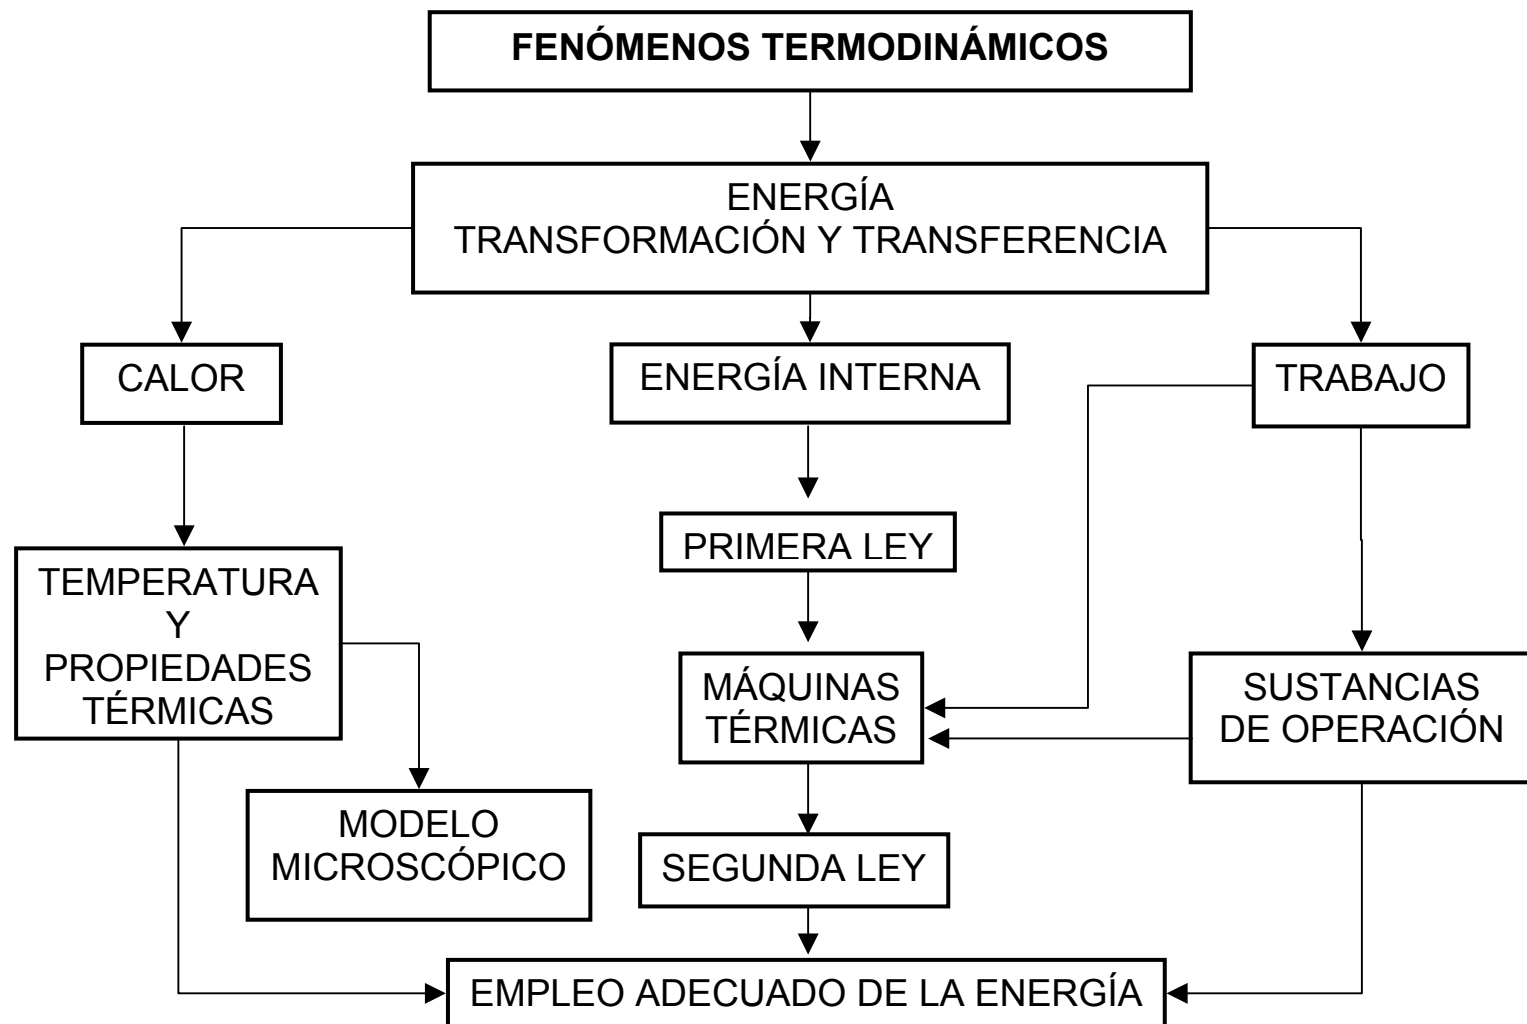 FENÓMENOS TERMODINÁMICOS
ENERGÍA
TRANSFORMACIÓN Y TRANSFERENCIA
CALOR
ENERGÍA INTERNA
TRABAJO
PRIMERA LEY
TEMPERATURA
Y
PROPIEDADES
TÉRMICAS
MÁQUINAS
TÉRMICAS
SUSTANCIAS
DE OPERACIÓN
MODELO
MICROSCÓPICO
SEGUNDA LEY
EMPLEO ADECUADO DE LA ENERGÍA